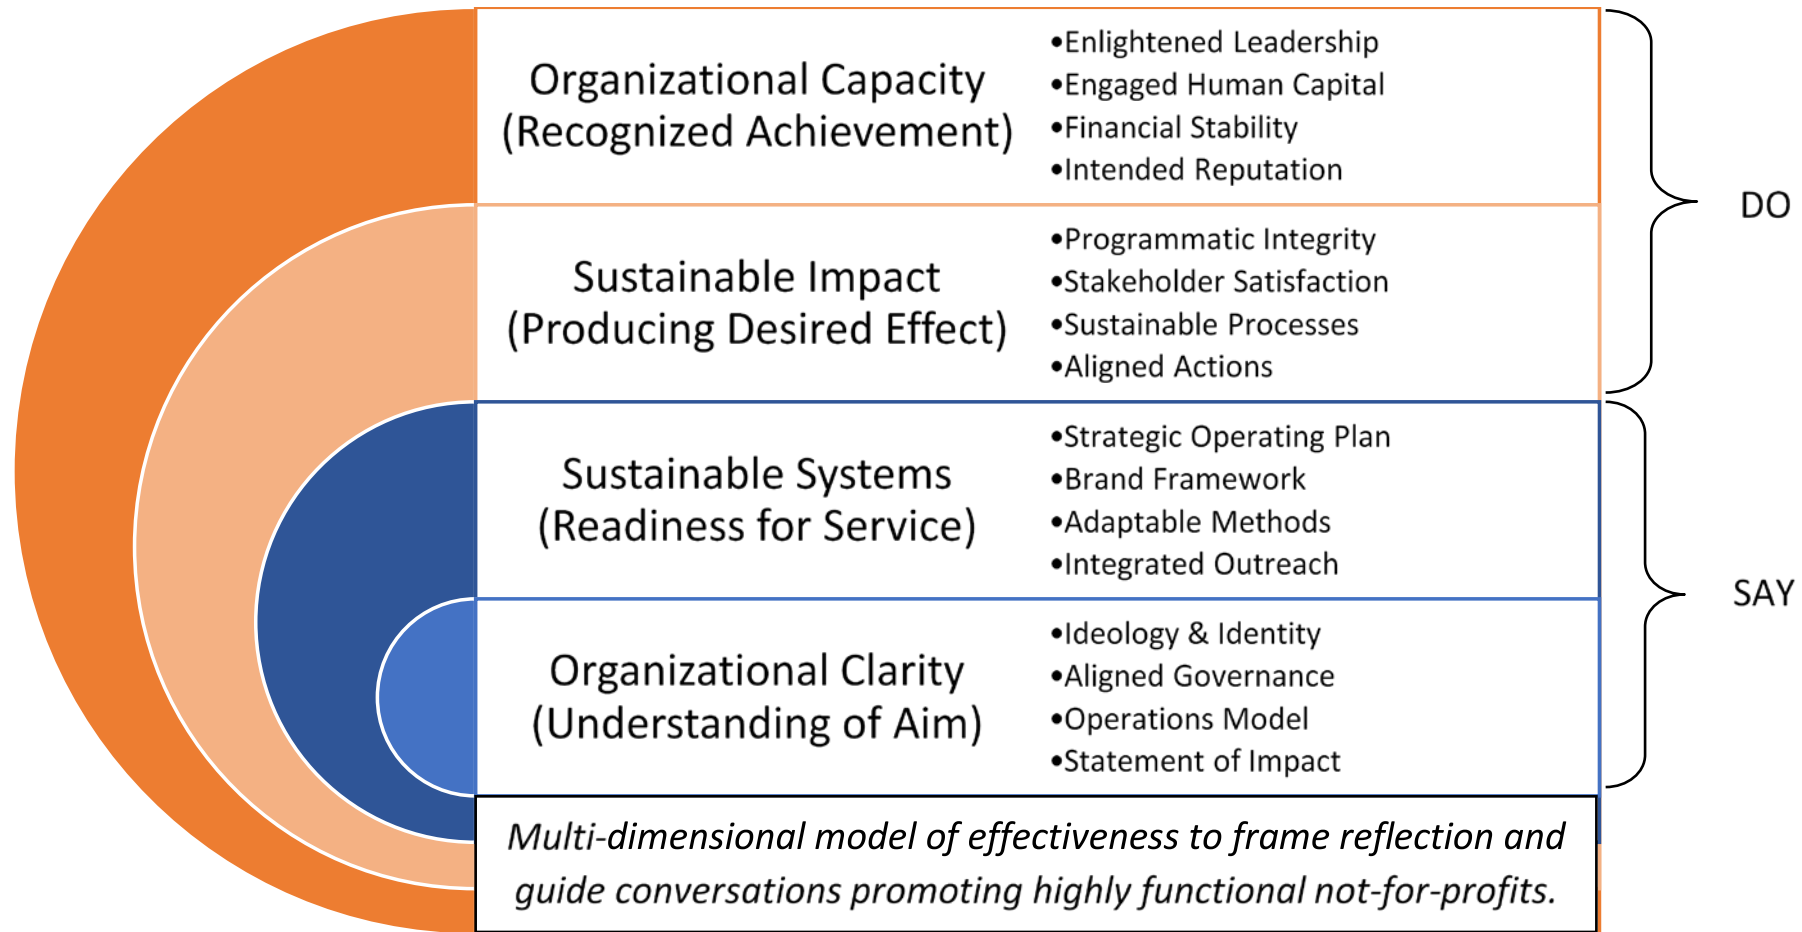 Organizational Capacity
(Recognized Achievement)
•Enlightened Leadership
•Engaged Human Capital
•Financial Stability
•Intended Reputation
Sustainable Impact
(Producing Desired Effect)
•Programmatic Integrity
•Stakeholder Satisfaction
•Sustainable Processes
•Aligned Actions
DO
Sustainable Systems
(Readiness for Service)
•Strategic Operating Plan
•Brand Framework
•Adaptable Methods
•Integrated Outreach
Organizational Clarity
(Understanding of Aim)
•Ideology & Identity
•Aligned Governance
•Operations Model
•Statement of Impact
SAY
Multi-dimensional model of effectiveness to frame reflection and
guide conversations promoting highly functional not-for-profits.